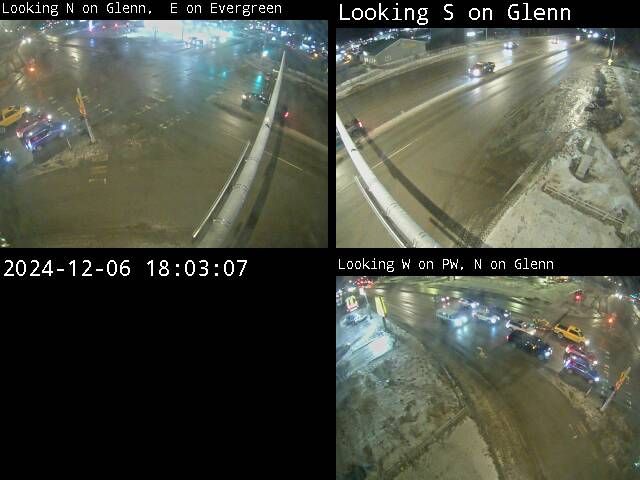 Looking N on Glenn,  E on Evergreen
Looking S on Glenn
2024-12-06 18:03:07
Looking W on PW, N on Glenn